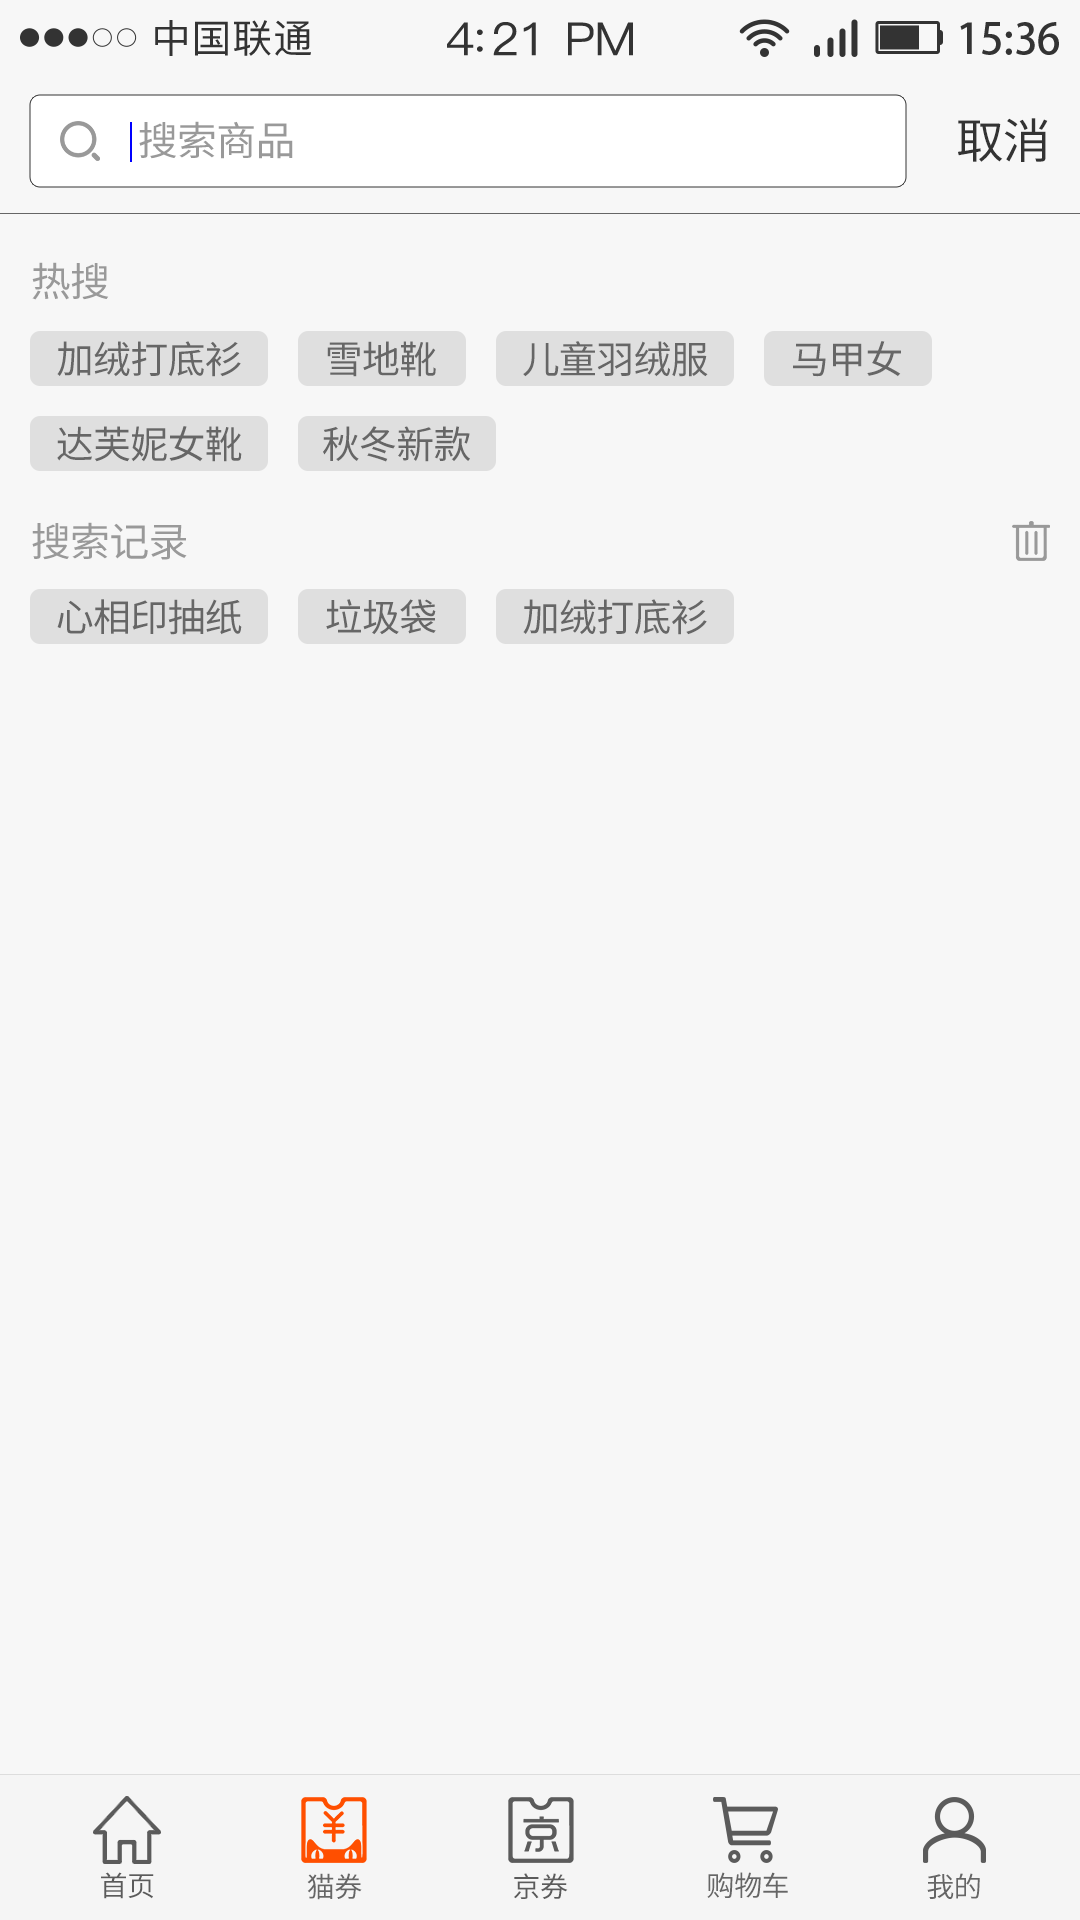 中国联通 4:21 PM 15:36
搜索商品 取消
热搜
加绒打底衫 雪地靴 儿童羽绒服 马甲女
达芙妮女靴 秋冬新款
搜索记录
心相印抽纸 垃圾袋 加绒打底衫
羊 京
首页 猫券 京券 购物车 我的